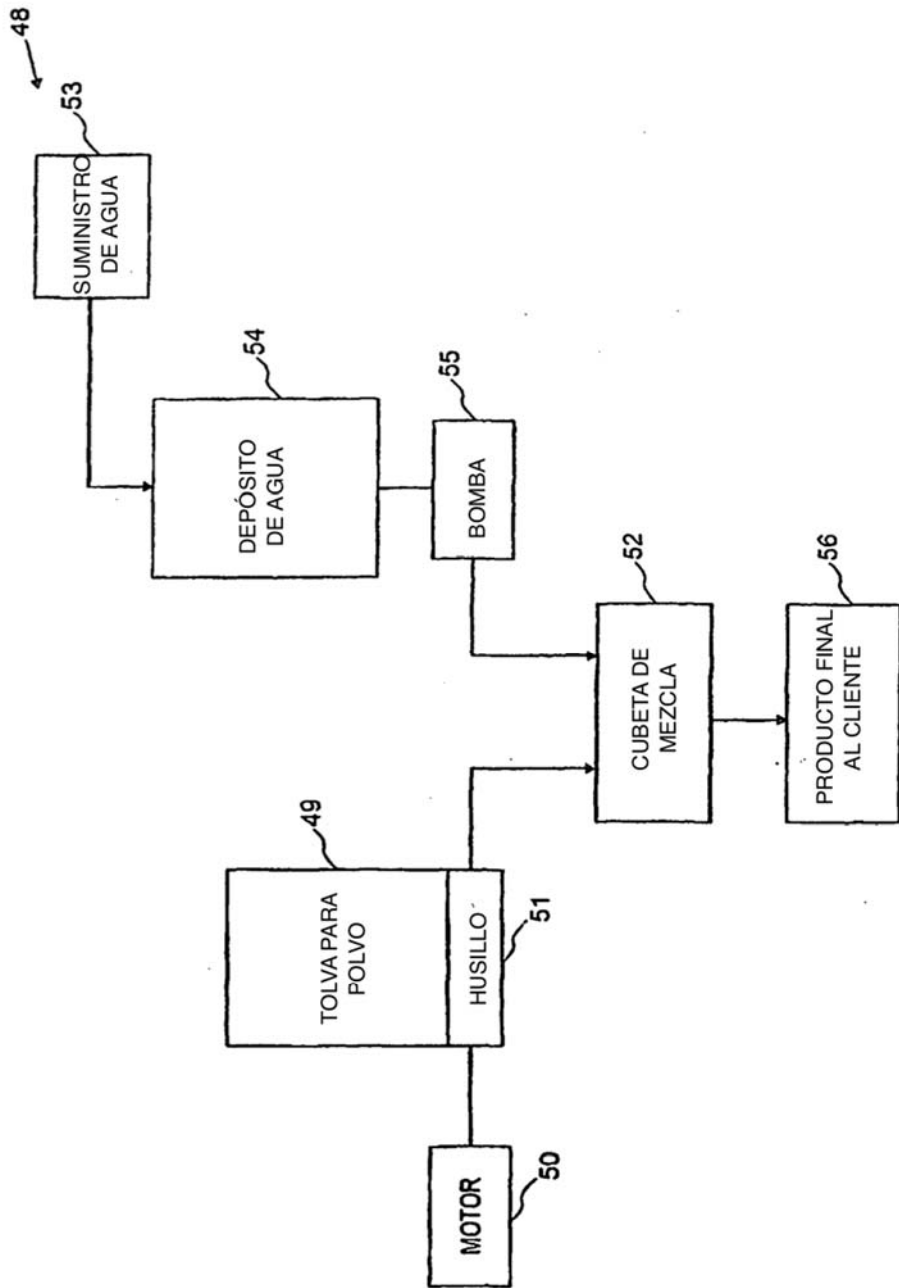 48
53
SUMINISTRO
DE AGUA
54
DEPÓSITO
DE AGUA
55
BOMBA
49
TOLVA PARA
POLVO
HUSILLO
51
MOTOR
50
52
CUBETA DE
MEZCLA
56
PRODUCTO FINAL
AL CLIENTE